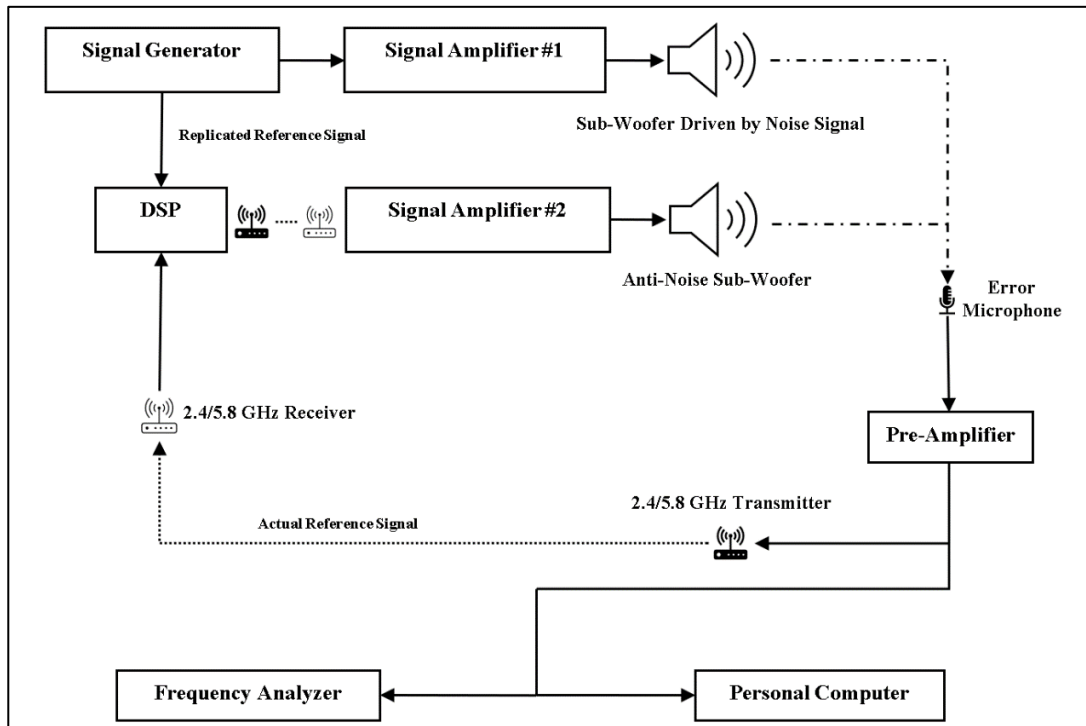 Signal Generator
Signal Amplifier #1
Sub-Woofer Driven by Noise Signal
Replicated Reference Signal
DSP
Signal Amplifier #2
Anti-Noise Sub-Woofer
Error
Microphone
2.4/5.8 GHz Receiver
Pre-Amplifier
2.4/5.8 GHz Transmitter
Actual Reference Signal
Frequency Analyzer
Personal Computer